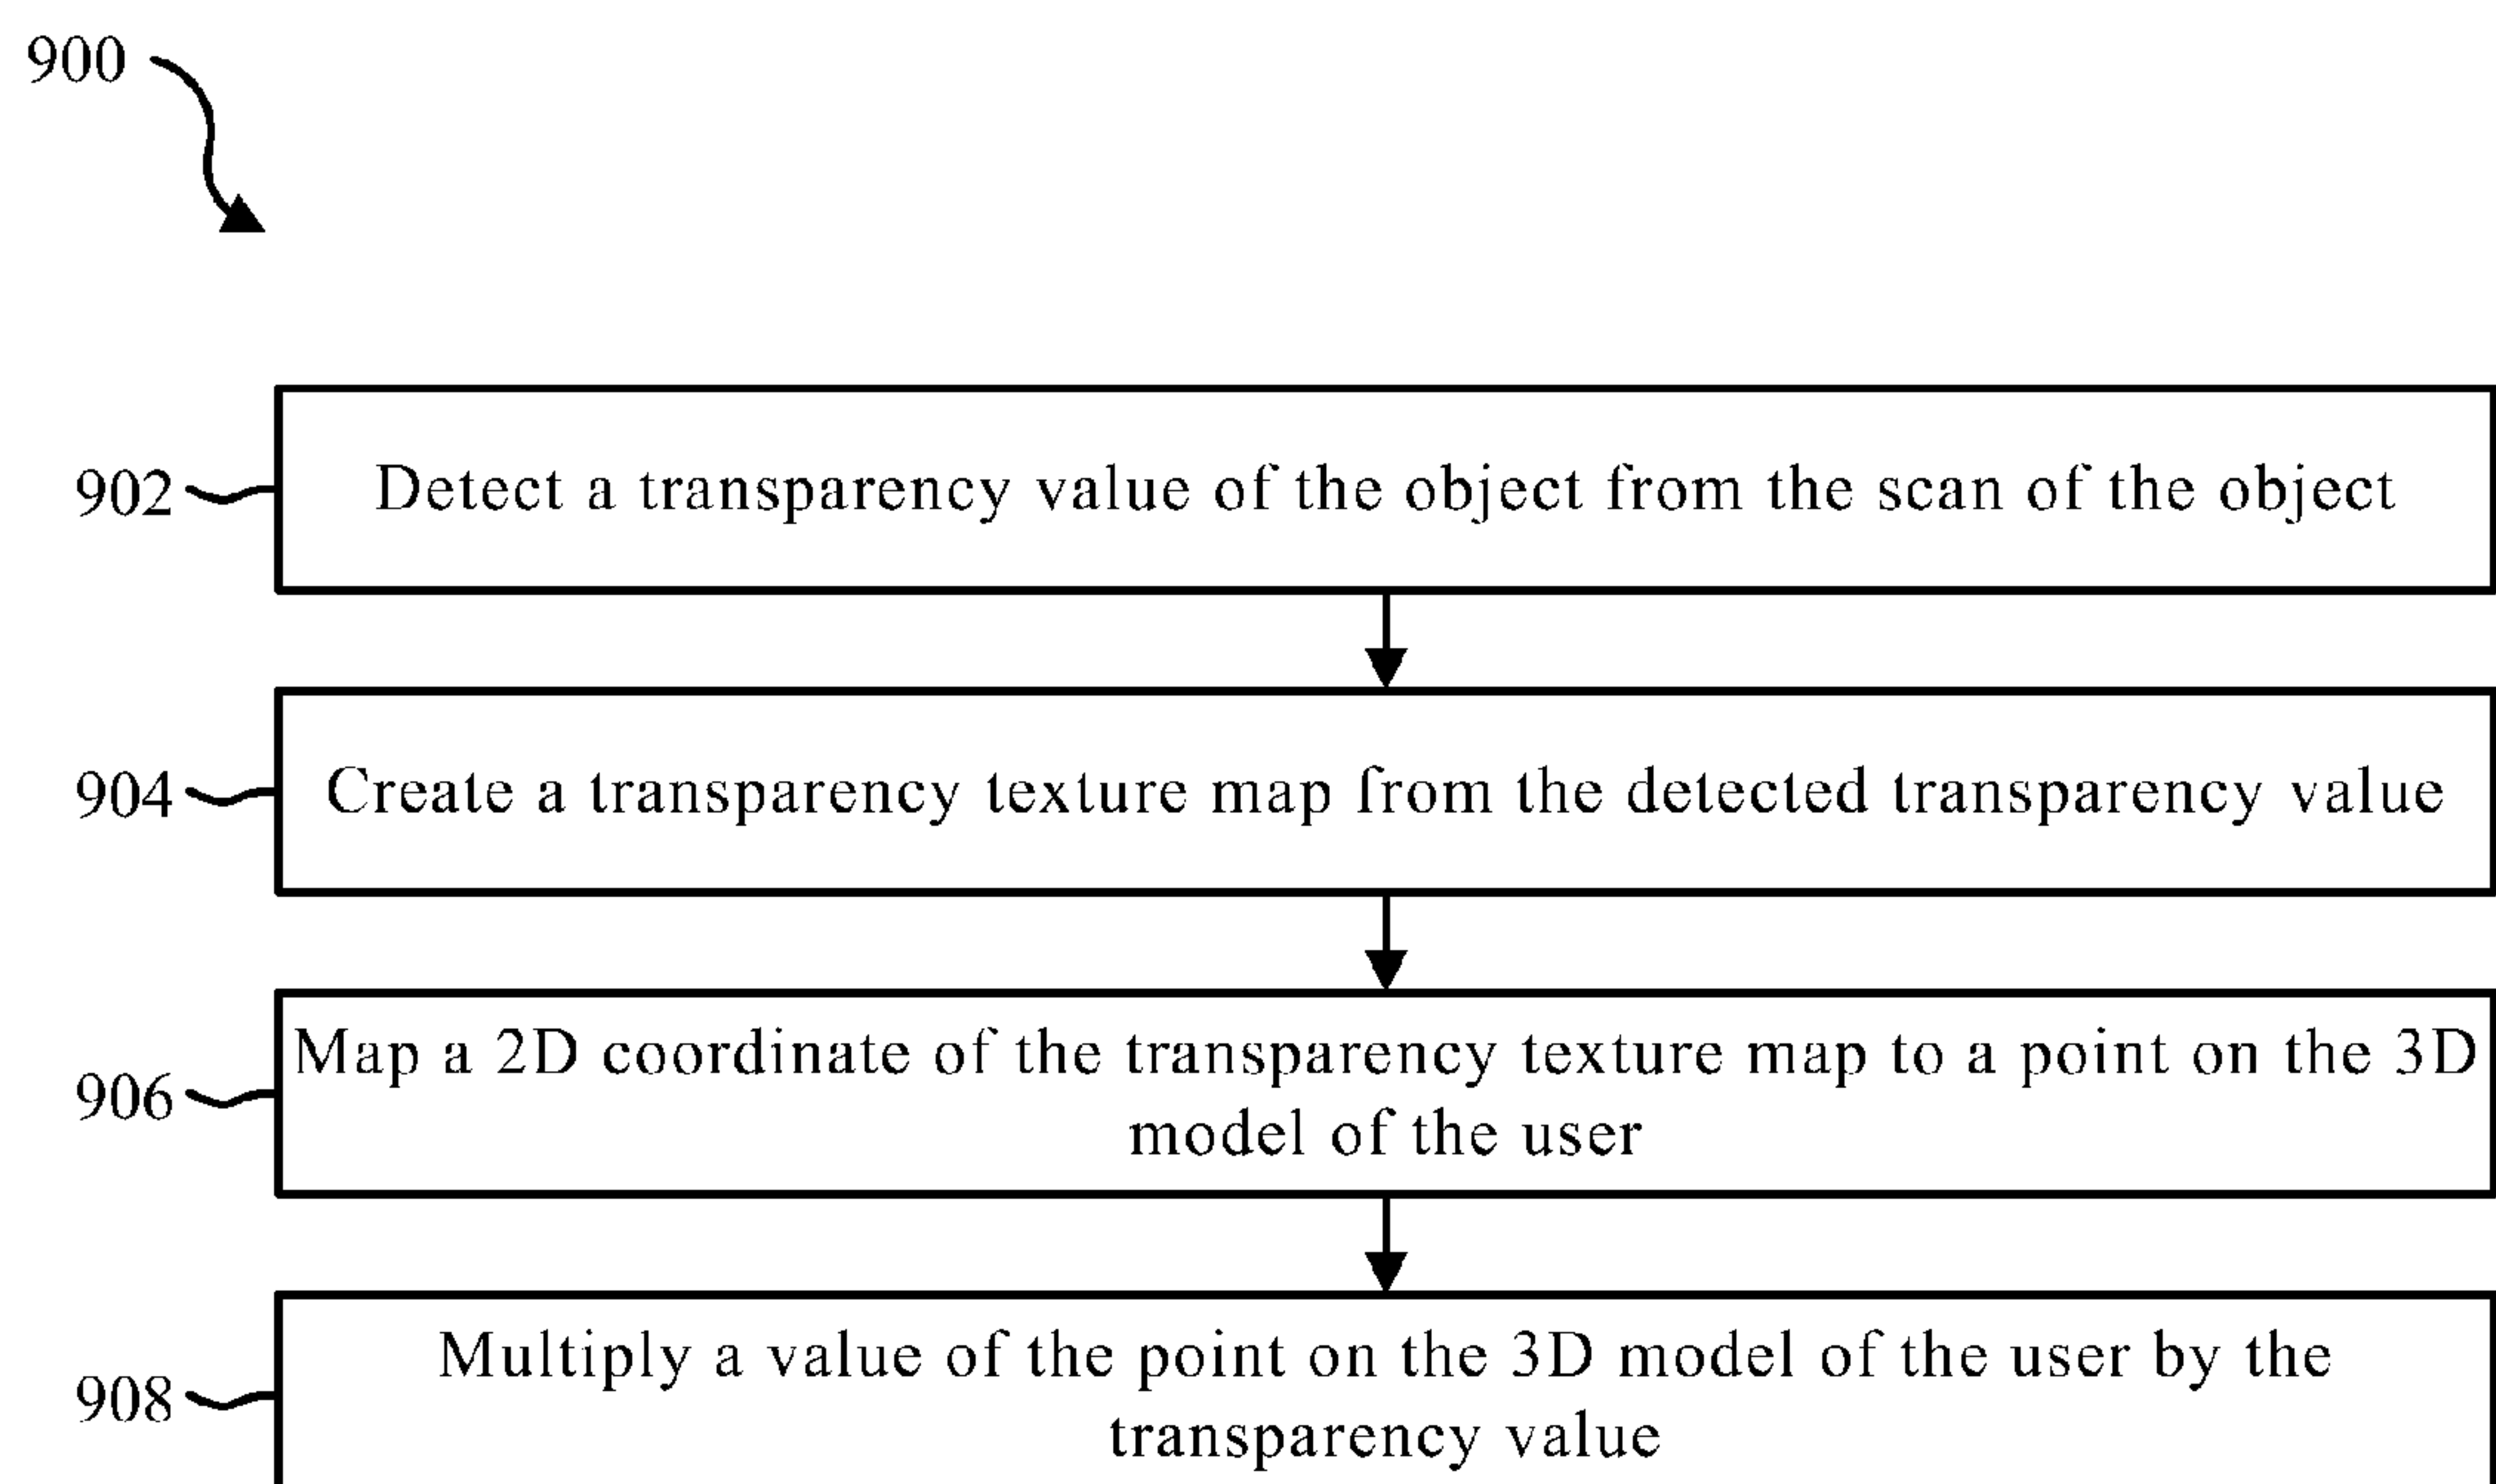 900
902
Detect a transparency value of the object from the scan of the object
904
Create a transparency texture map from the detected transparency value
906
Map a 2D coordinate of the transparency texture map to a point on the 3D
model of the user
908
Multiply a value of the point on the 3D model of the user by the
transparency value